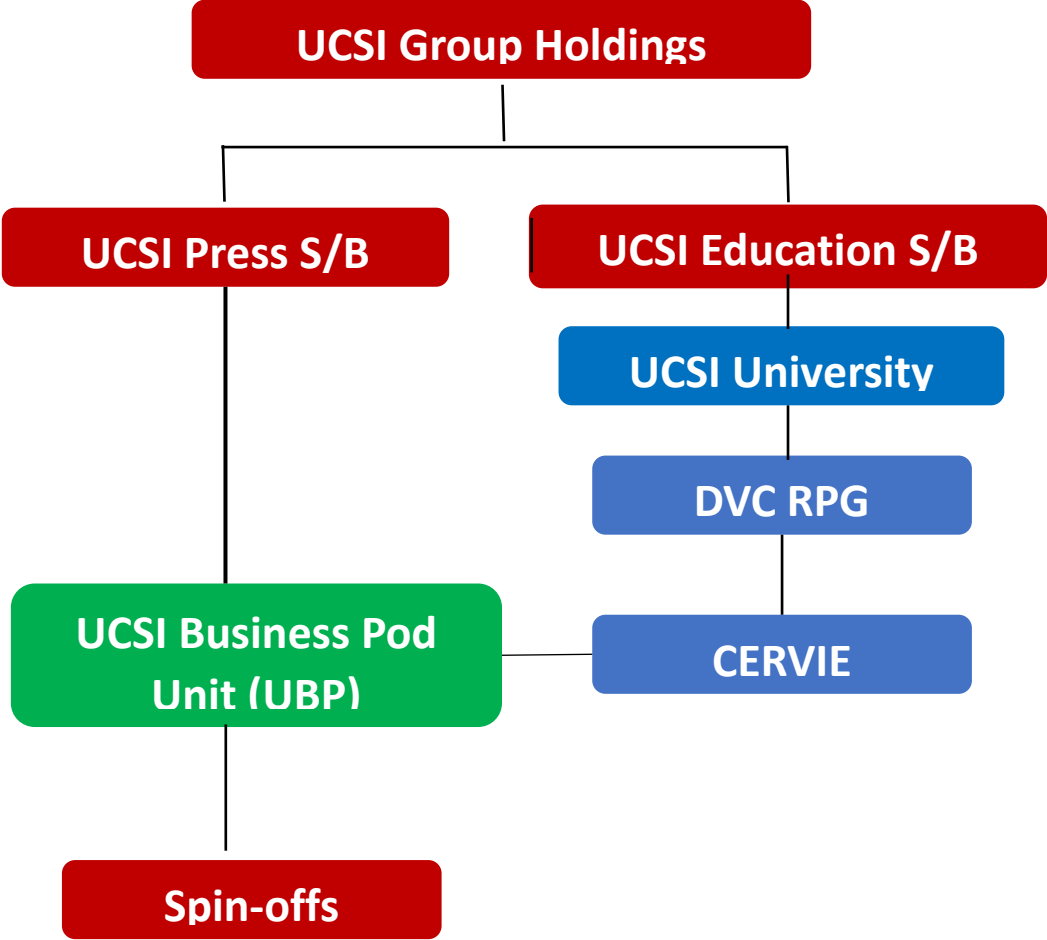 UCSI Group Holdings
UCSI Press S/B
UCSI Education S/B
UCSI University
DVC RPG
UCSI Business Pod
Unit (UBP)
CERVIE
Spin-offs